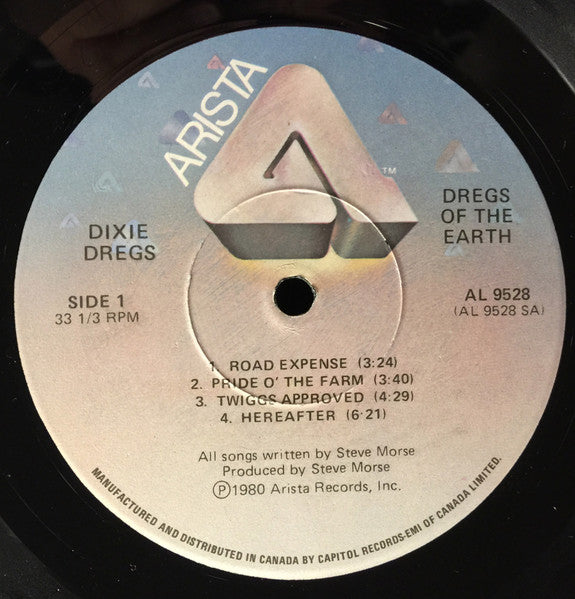 ARISTA
TM
DIXIE
DREGS
DREGS
OF THE
EARTH
SIDE 1
33 1/3 RPM
AL 9528
(AL 9528 SA)
1. ROAD EXPENSE (3:24)
2. PRIDE O' THE FARM (3:40)
3. TWIGGS APPROVED (4:29)
4. HEREAFTER (6:21)
All songs written by Steve Morse
Produced by Steve Morse
Ⓟ1980 Arista Records, Inc.
MANUFACTURED AND DISTRIBUTED IN CANADA BY CAPITOL RECORDS-EMI OF CANADA LIMITED.